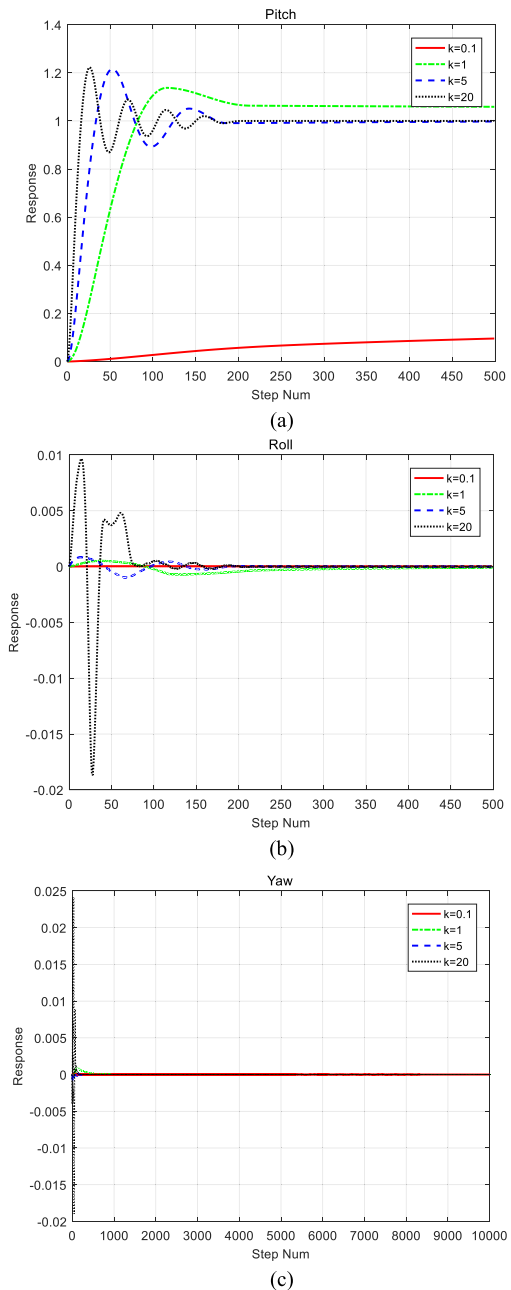 Pitch
1.4
1.2
1
0.8
0.6
0.4
0.2
0
Response
k=0.1
k=1
k=5
k=20
0 50 100 150 200 250 300 350 400 450 500
Step Num
(a)
Roll
0.01
0.005
0
-0.005
-0.01
-0.015
-0.02
Response
k=0.1
k=1
k=5
k=20
0 50 100 150 200 250 300 350 400 450 500
Step Num
(b)
Yaw
0.025
0.02
0.015
0.01
0.005
0
-0.005
-0.01
-0.015
-0.02
Response
k=0.1
k=1
k=5
k=20
0 1000 2000 3000 4000 5000 6000 7000 8000 9000 10000
Step Num
(c)